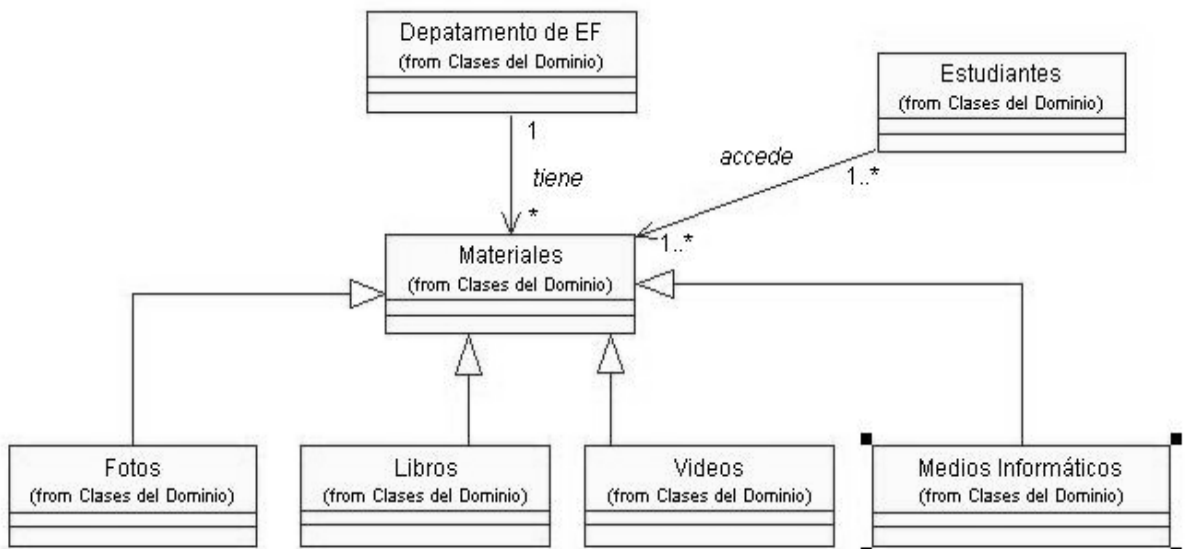 Depatamento de EF
(from Clases del Dominio)
Estudiantes
(from Clases del Dominio)
1
accede
1..*
tiene
*
1..*
Materiales
(from Clases del Dominio)
Fotos
(from Clases del Dominio)
Libros
(from Clases del Dominio)
Videos
(from Clases del Dominio)
Medios Informáticos
(from Clases del Dominio)